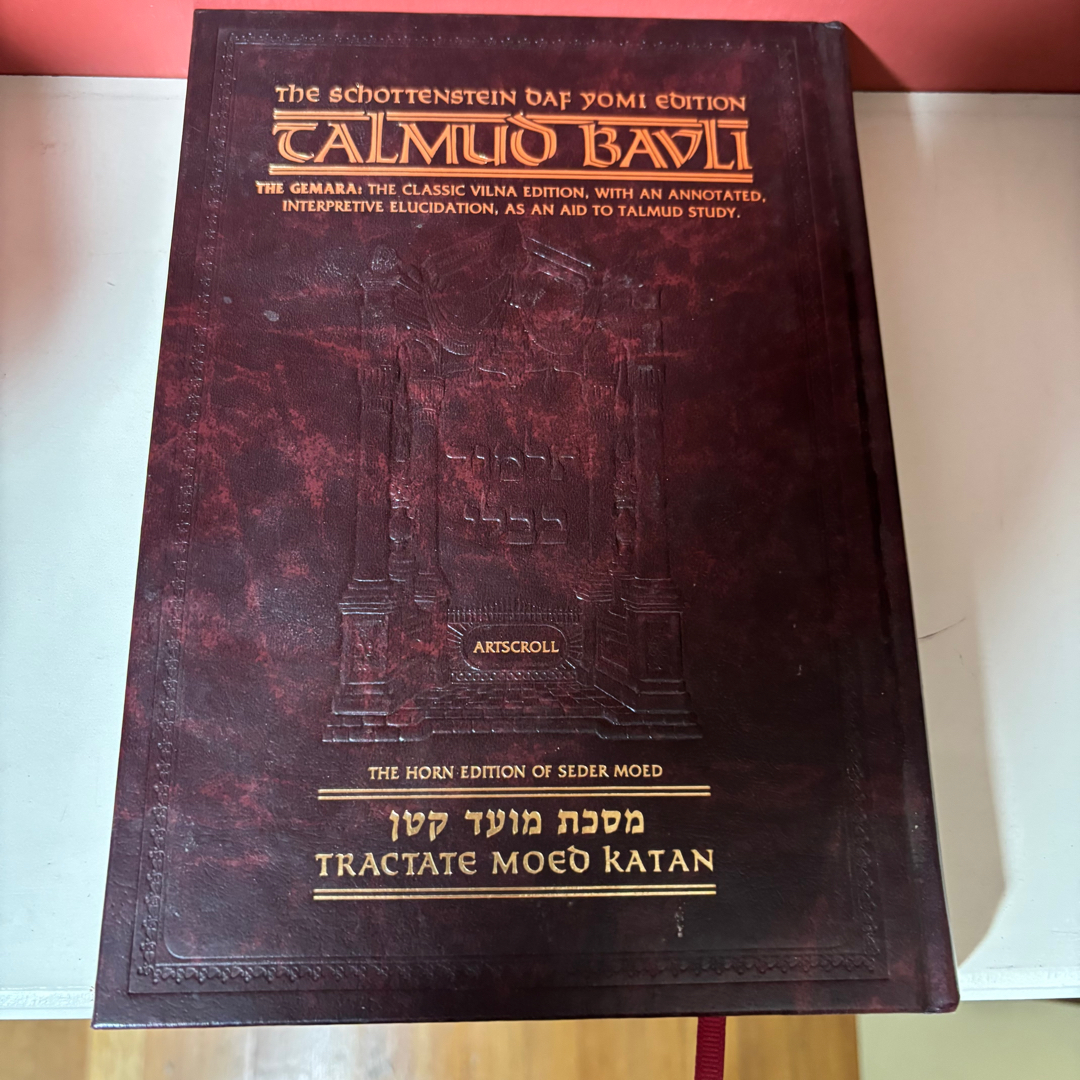 THE SCHOTTENSTEIN DAF YOMI EDITION
TALMUD BAVLI
THE GEMARA: THE CLASSIC VILNA EDITION, WITH AN ANNOTATED,
INTERPRETIVE ELUCIDATION, AS AN AID TO TALMUD STUDY.
תלמוד
בבלי
ARTSCROLL
THE HORN EDITION OF SEDER MOED
מסכת מועד קטן
TRACTATE MOED KATAN